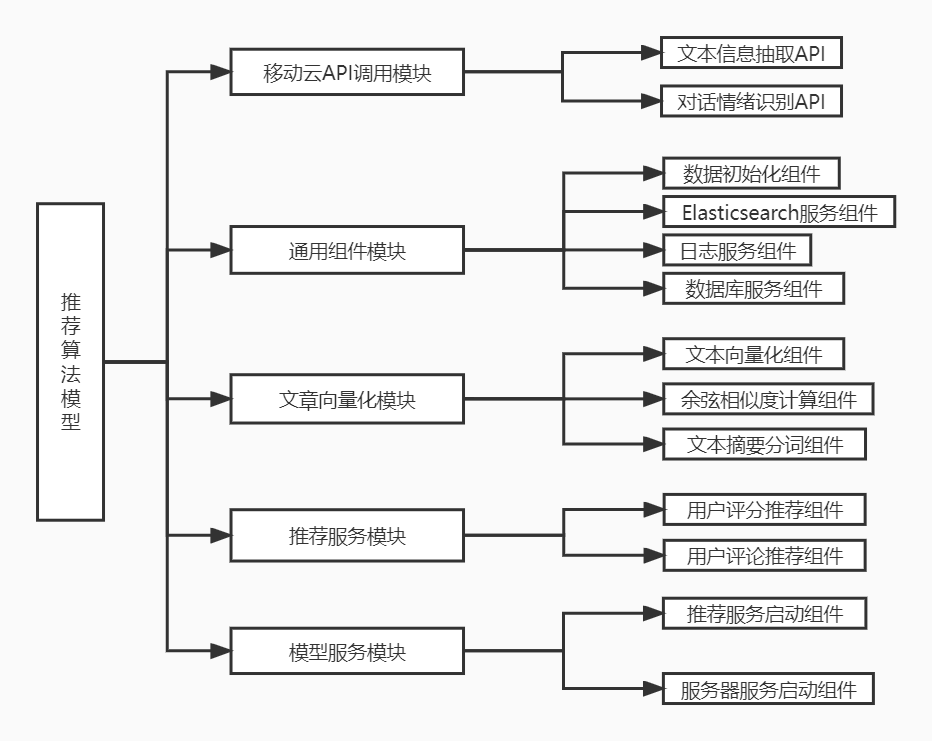 推荐算法模型
移动云API调用模块
文本信息抽取API
对话情绪识别API
通用组件模块
数据初始化组件
Elasticsearch服务组件
日志服务组件
数据库服务组件
文章向量化模块
文本向量化组件
余弦相似度计算组件
文本摘要分词组件
推荐服务模块
用户评分推荐组件
用户评论推荐组件
模型服务模块
推荐服务启动组件
服务器服务启动组件